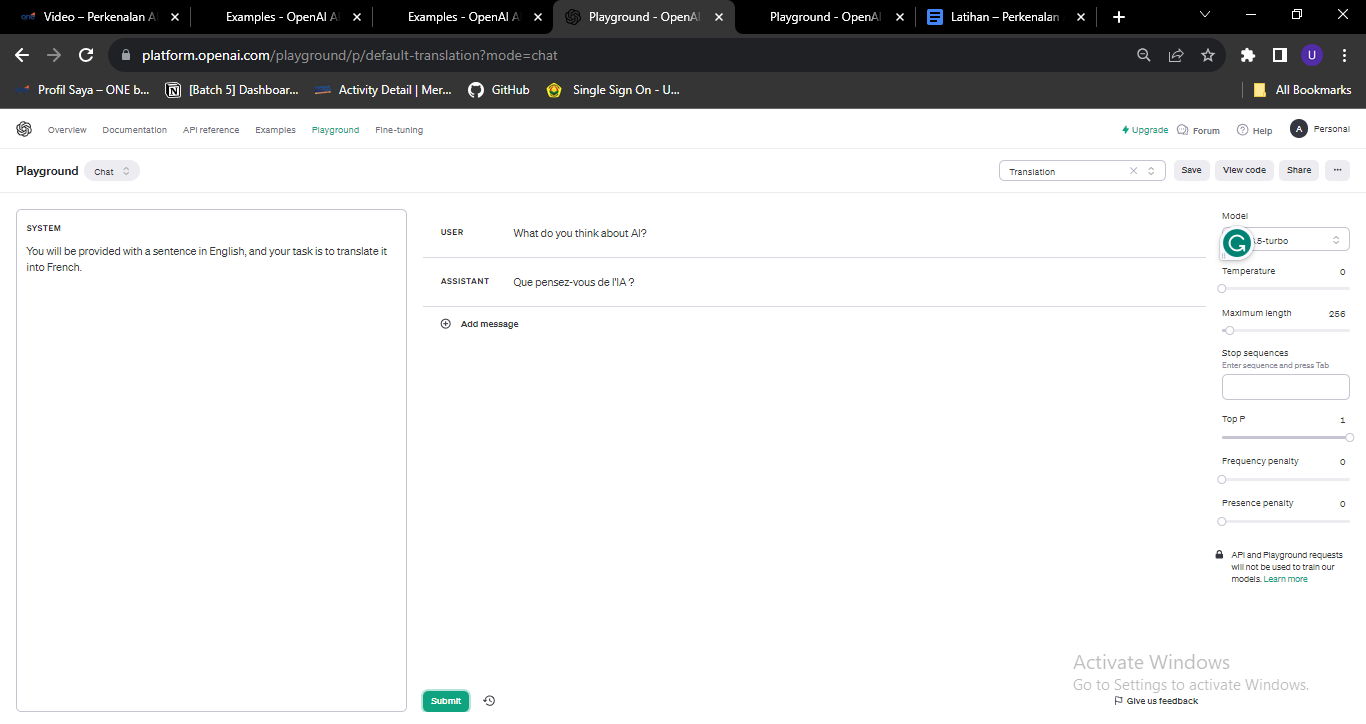 one Video – Perkenalan A
Examples - OpenAI A
Examples - OpenAI A
Playground - OpenAI
Playground - OpenAI
Latihan – Perkenalan
platform.openai.com/playground/p/default-translation?mode=chat
U
Profil Saya – ONE b...
[Batch 5] Dashboar...
Activity Detail | Mer...
GitHub
Single Sign On - U...
All Bookmarks
Overview
Documentation
API reference
Examples
Playground
Fine-tuning
Upgrade
Forum
Help
A
Personal
Playground
Chat
Translation
Save
View code
Share
...
SYSTEM
You will be provided with a sentence in English, and your task is to translate it
into French.
USER
What do you think about AI?
ASSISTANT
Que pensez-vous de l'IA ?
Add message
Submit
Model
.5-turbo
Temperature
0
Maximum length
256
Stop sequences
Enter sequence and press Tab
Top P
1
Frequency penalty
0
Presence penalty
0
API and Playground requests
will not be used to train our
models. Learn more
Activate Windows
Go to Settings to activate Windows.
Give us feedback